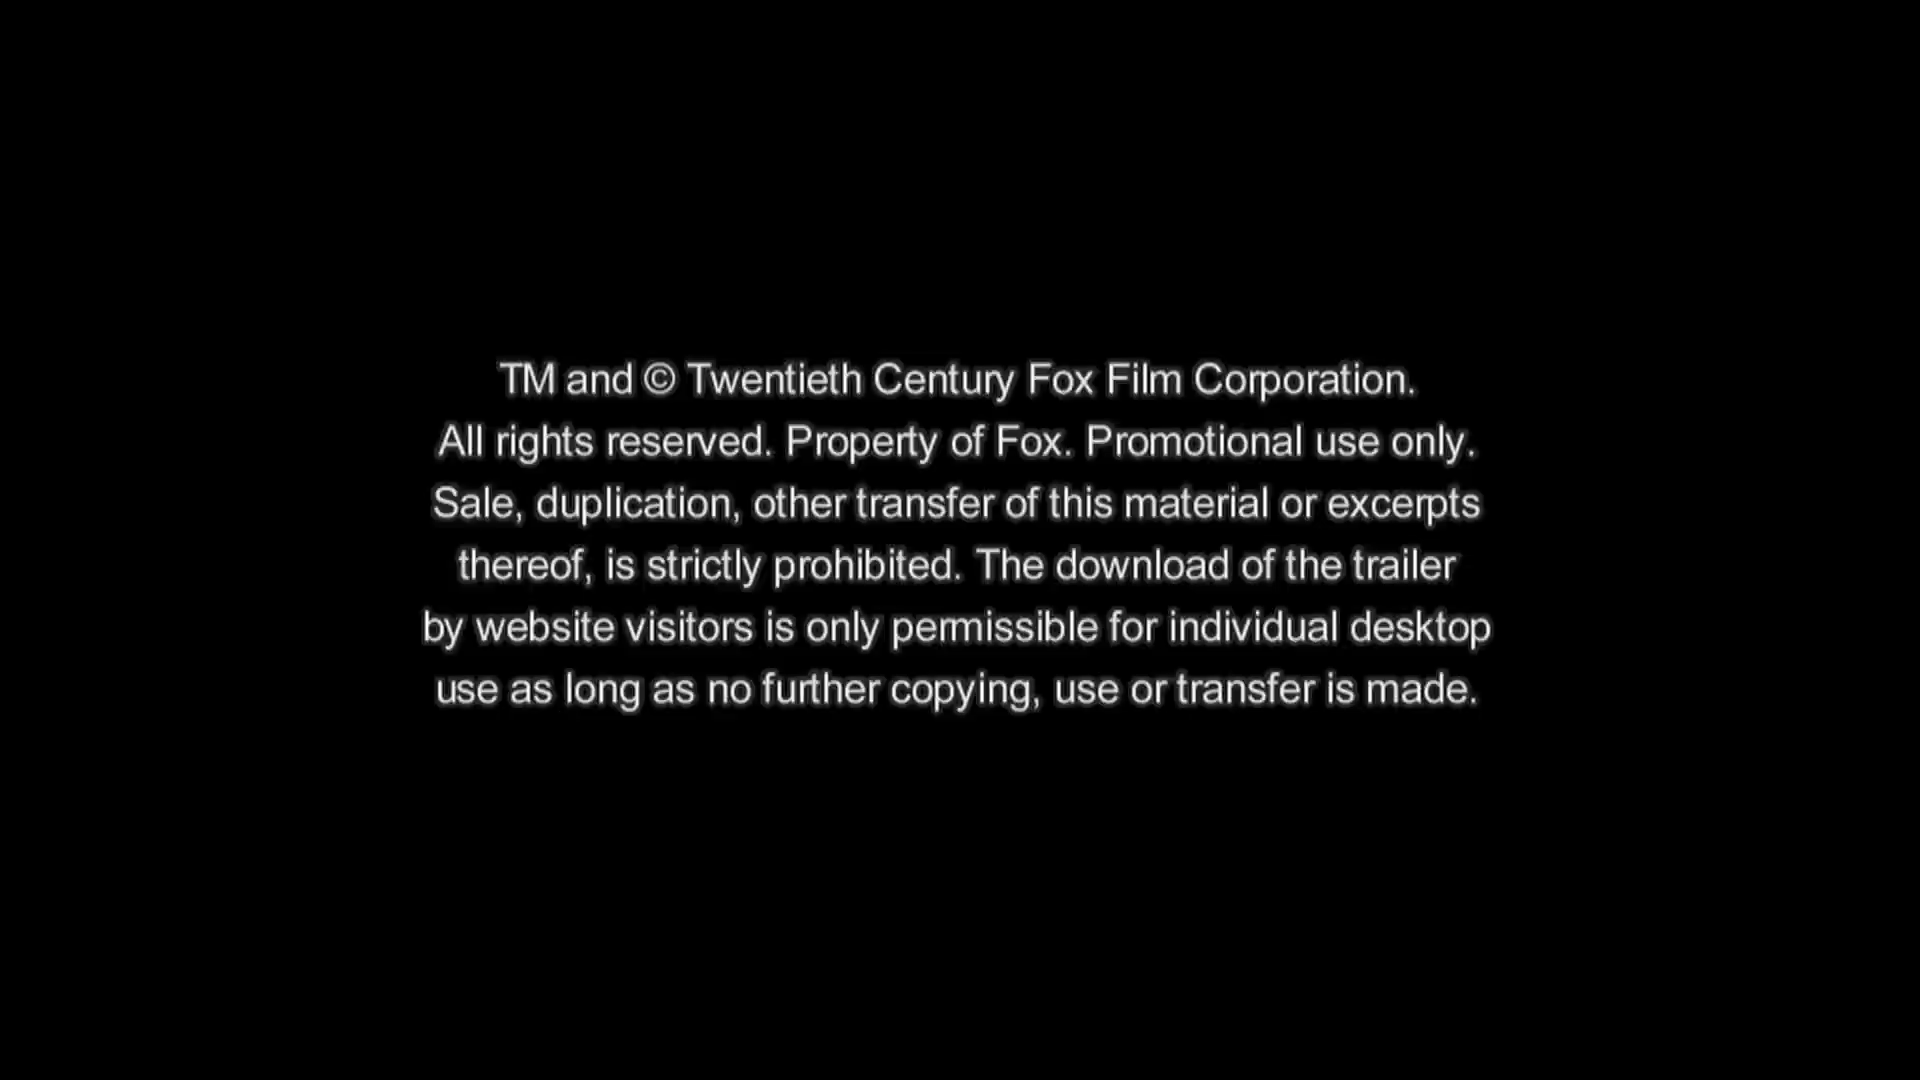 TM and © Twentieth Century Fox Film Corporation.
All rights reserved. Property of Fox. Promotional use only.
Sale, duplication, other transfer of this material or excerpts
thereof, is strictly prohibited. The download of the trailer
by website visitors is only permissible for individual desktop
use as long as no further copying, use or transfer is made.